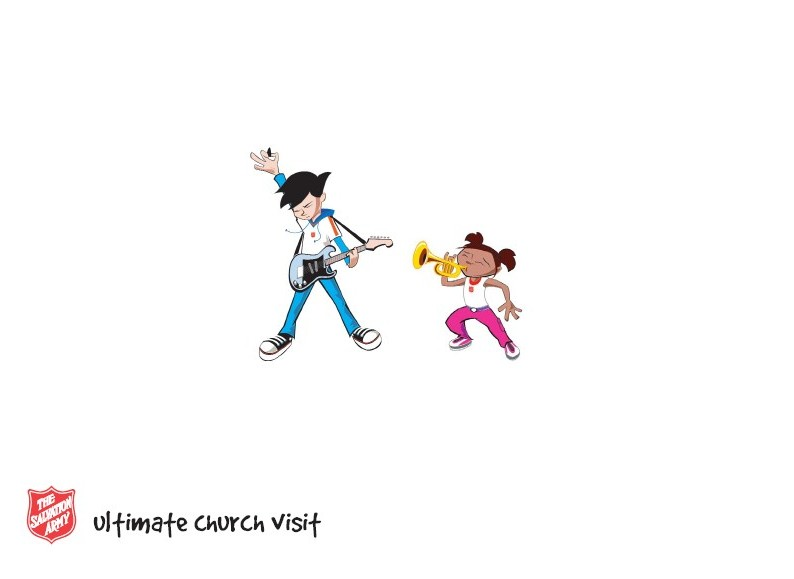 THE
SALVATION
ARMY
Ultimate Church Visit